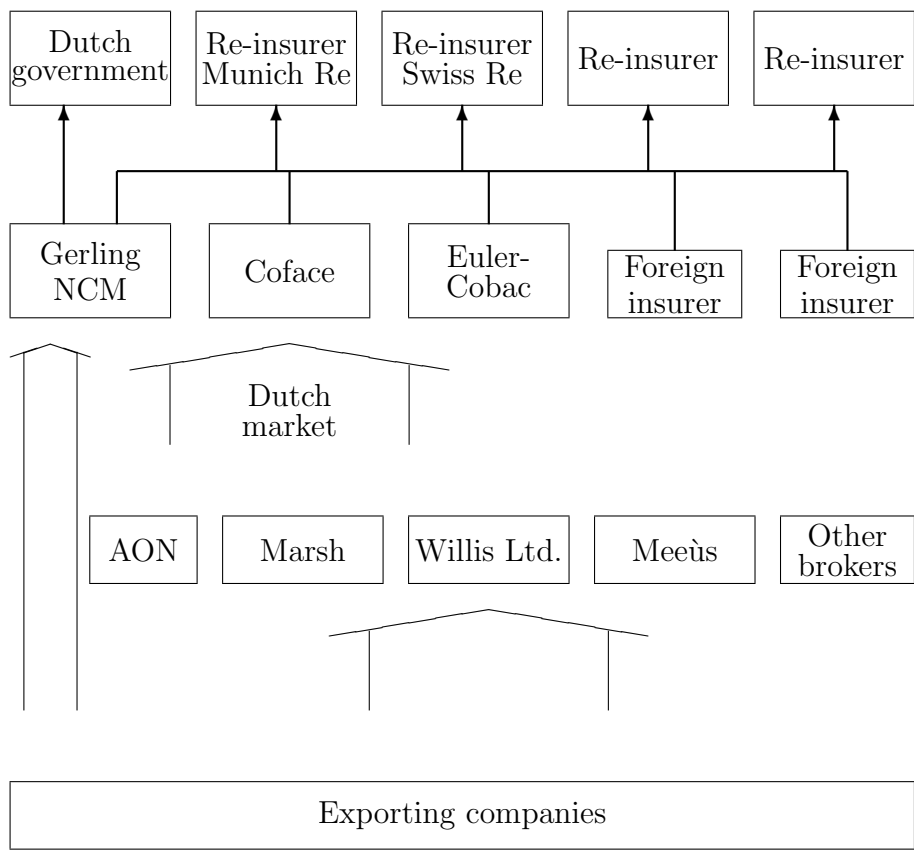 Dutch
government
Re-insurer
Munich Re
Re-insurer
Swiss Re
Re-insurer
Re-insurer
Gerling
NCM
Coface
Euler-
Cobac
Foreign
insurer
Foreign
insurer
Dutch
market
AON
Marsh
Willis Ltd.
Meeùs
Other
brokers
Exporting companies